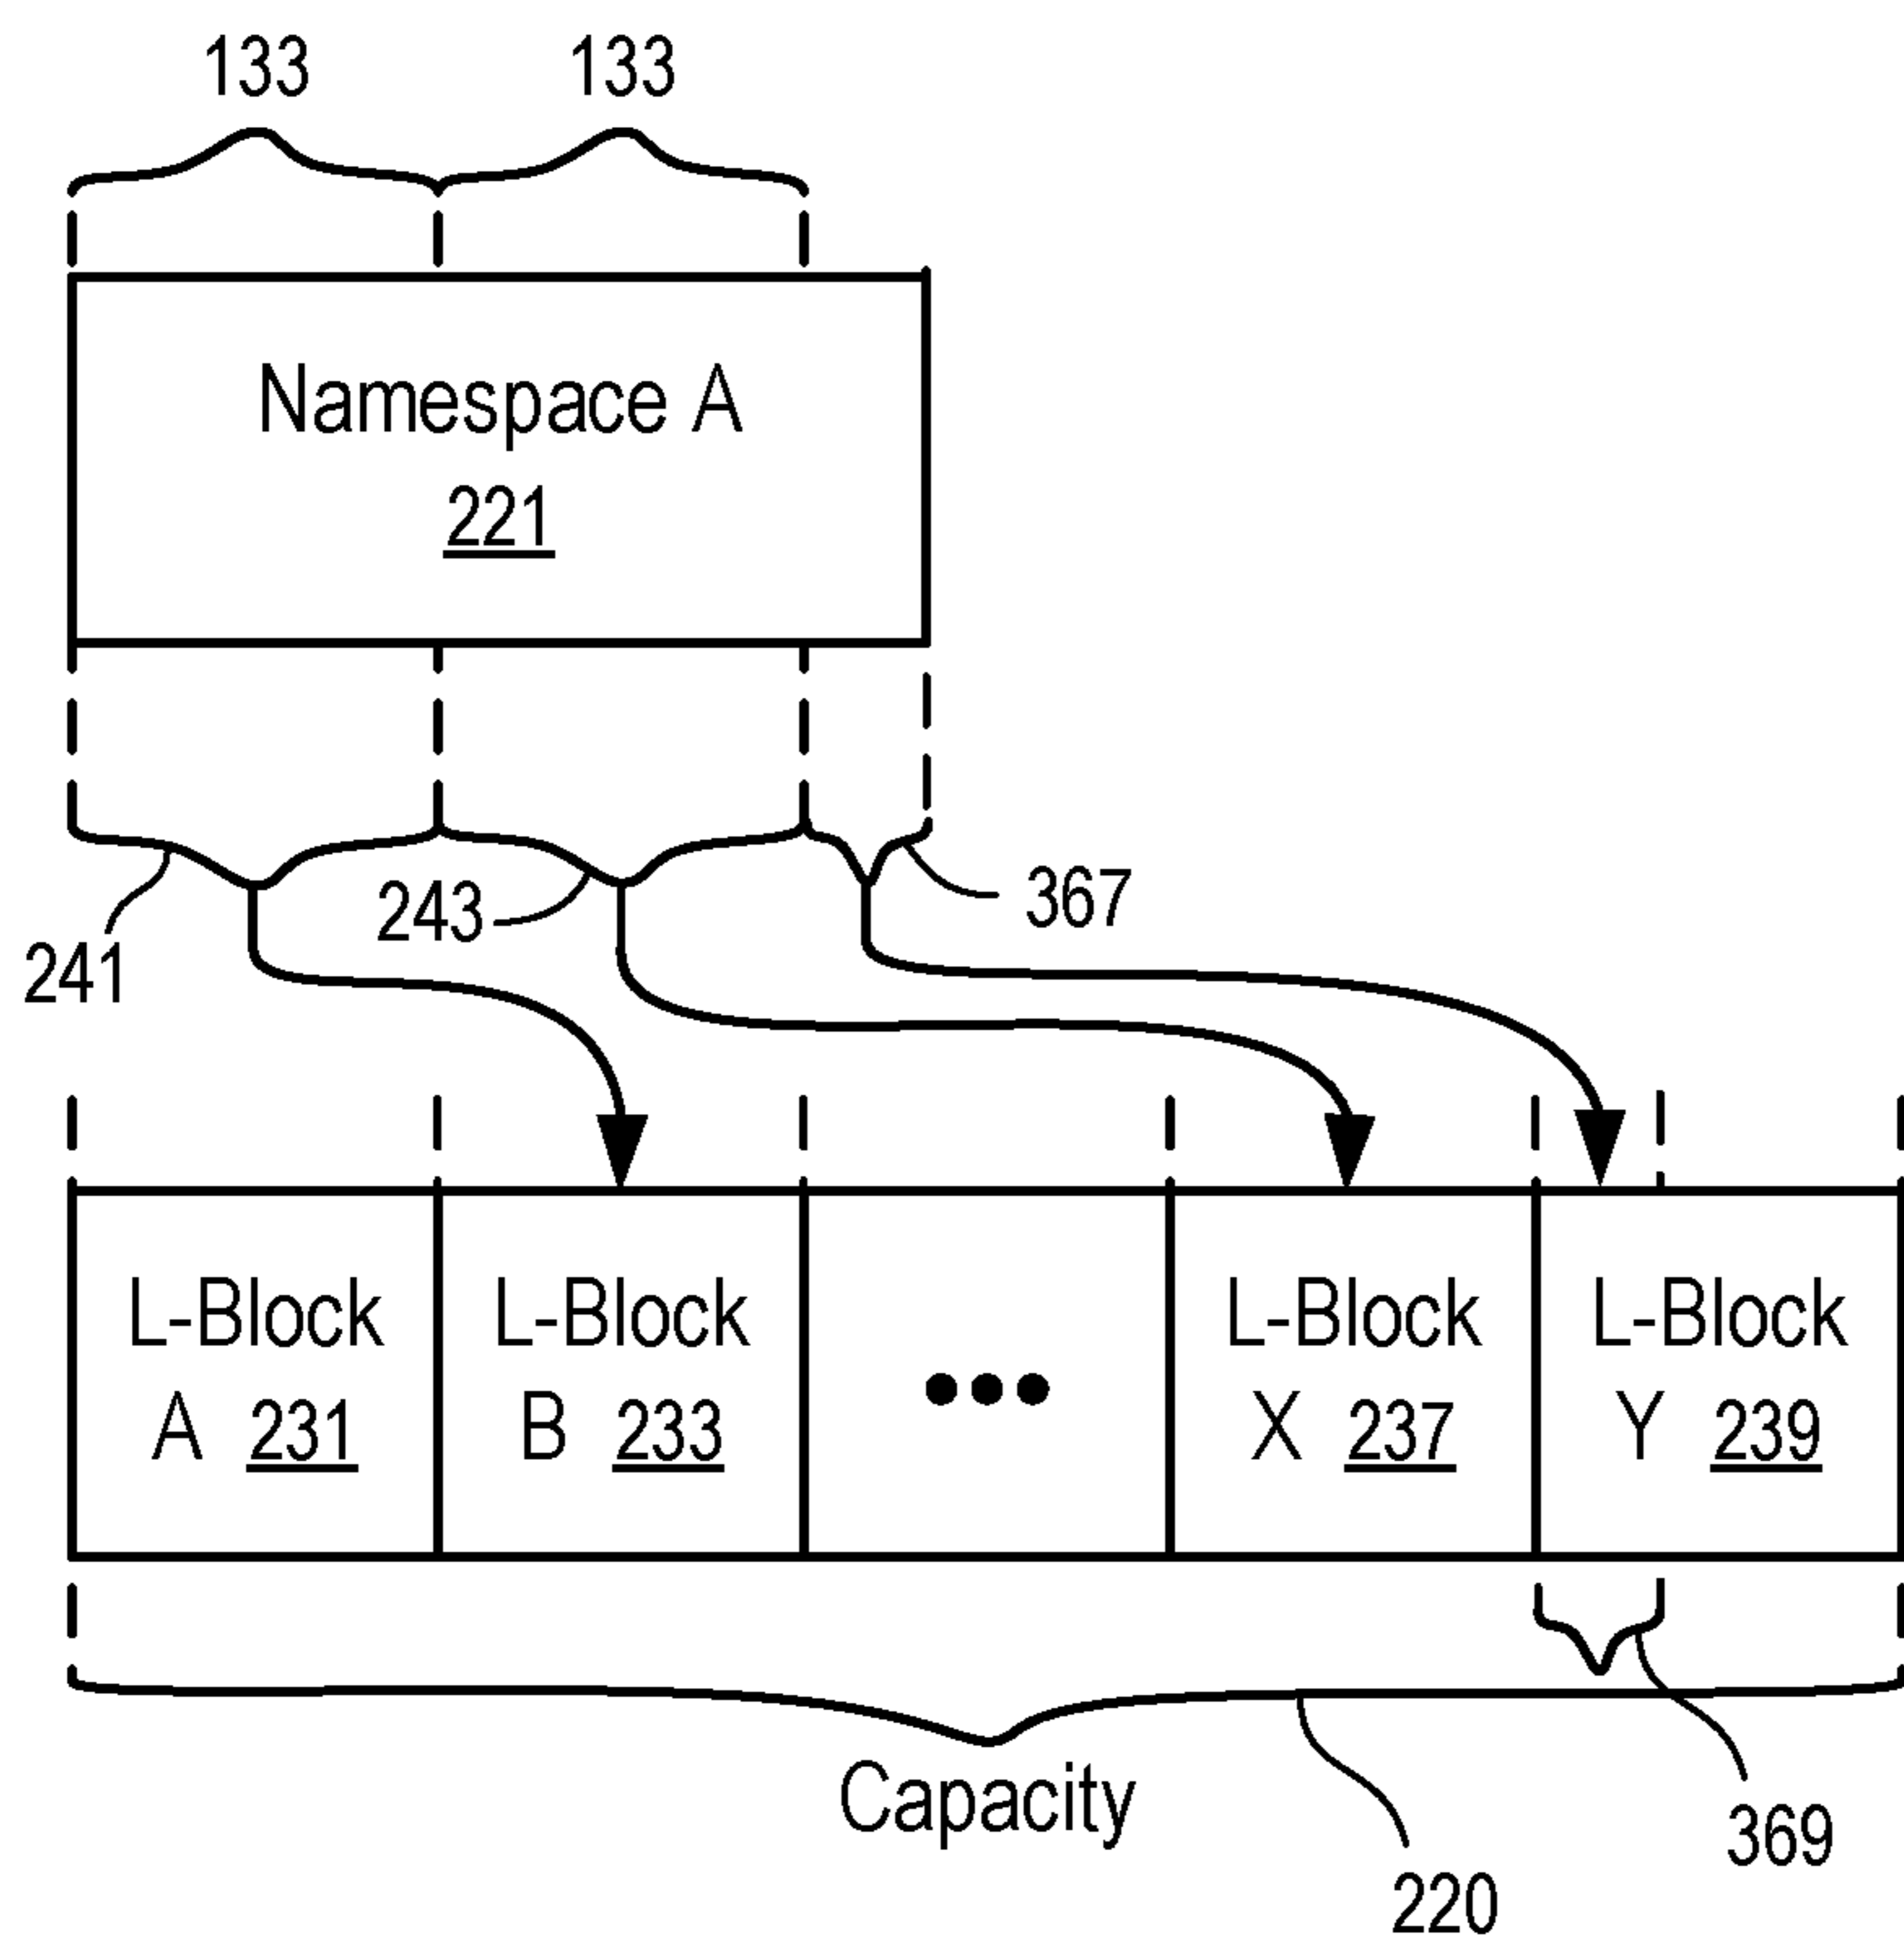 133 133
Namespace A
221
241
243
367
L-Block
A 231
L-Block
B 233
L-Block
X 237
L-Block
Y 239
Capacity
369
220